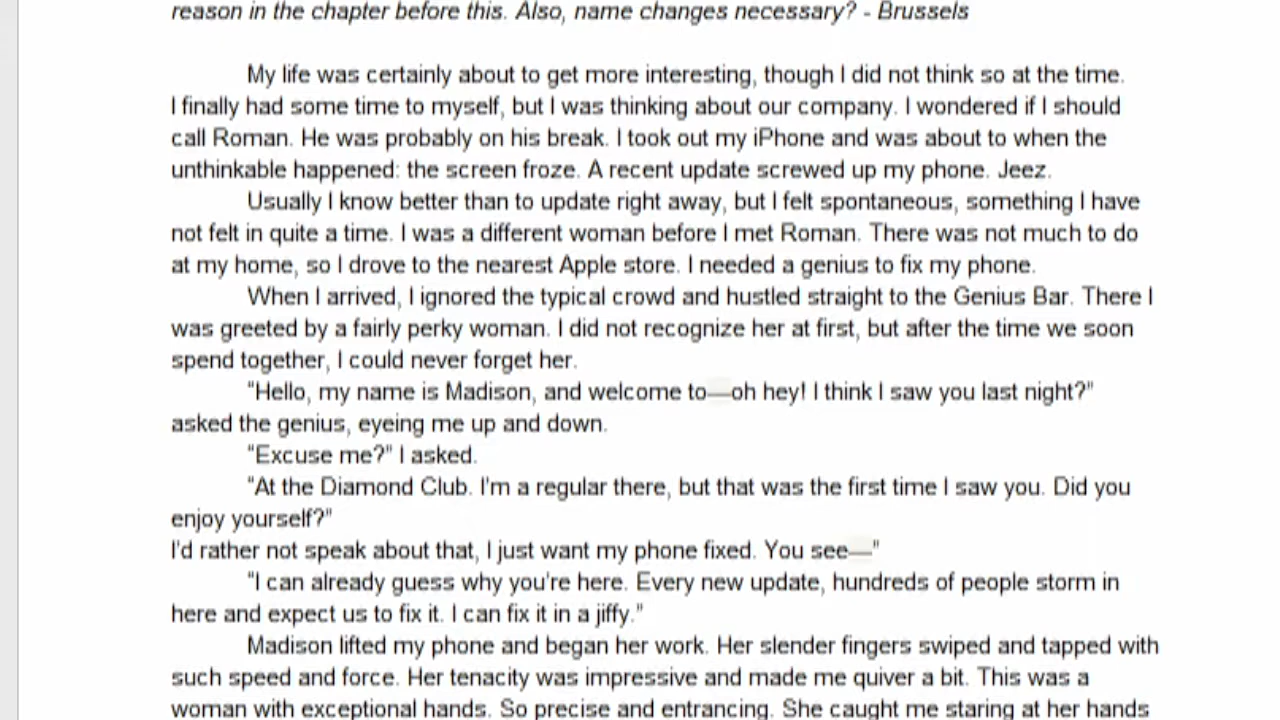 reason in the chapter before this. Also, name changes necessary? - Brussels
My life was certainly about to get more interesting, though I did not think so at the time.
I finally had some time to myself, but I was thinking about our company. I wondered if I should
call Roman. He was probably on his break. I took out my iPhone and was about to when the
unthinkable happened: the screen froze. A recent update screwed up my phone. Jeez.
Usually I know better than to update right away, but I felt spontaneous, something I have
not felt in quite a time. I was a different woman before I met Roman. There was not much to do
at my home, so I drove to the nearest Apple store. I needed a genius to fix my phone.
When I arrived, I ignored the typical crowd and hustled straight to the Genius Bar. There I
was greeted by a fairly perky woman. I did not recognize her at first, but after the time we soon
spend together, I could never forget her.
"Hello, my name is Madison, and welcome to—oh hey! I think I saw you last night?"
asked the genius, eyeing me up and down.
"Excuse me?" I asked.
"At the Diamond Club. I'm a regular there, but that was the first time I saw you. Did you
enjoy yourself?"
I'd rather not speak about that, I just want my phone fixed. You see—"
"I can already guess why you're here. Every new update, hundreds of people storm in
here and expect us to fix it. I can fix it in a jiffy."
Madison lifted my phone and began her work. Her slender fingers swiped and tapped with
such speed and force. Her tenacity was impressive and made me quiver a bit. This was a
woman with exceptional hands. So precise and entrancing. She caught me staring at her hands